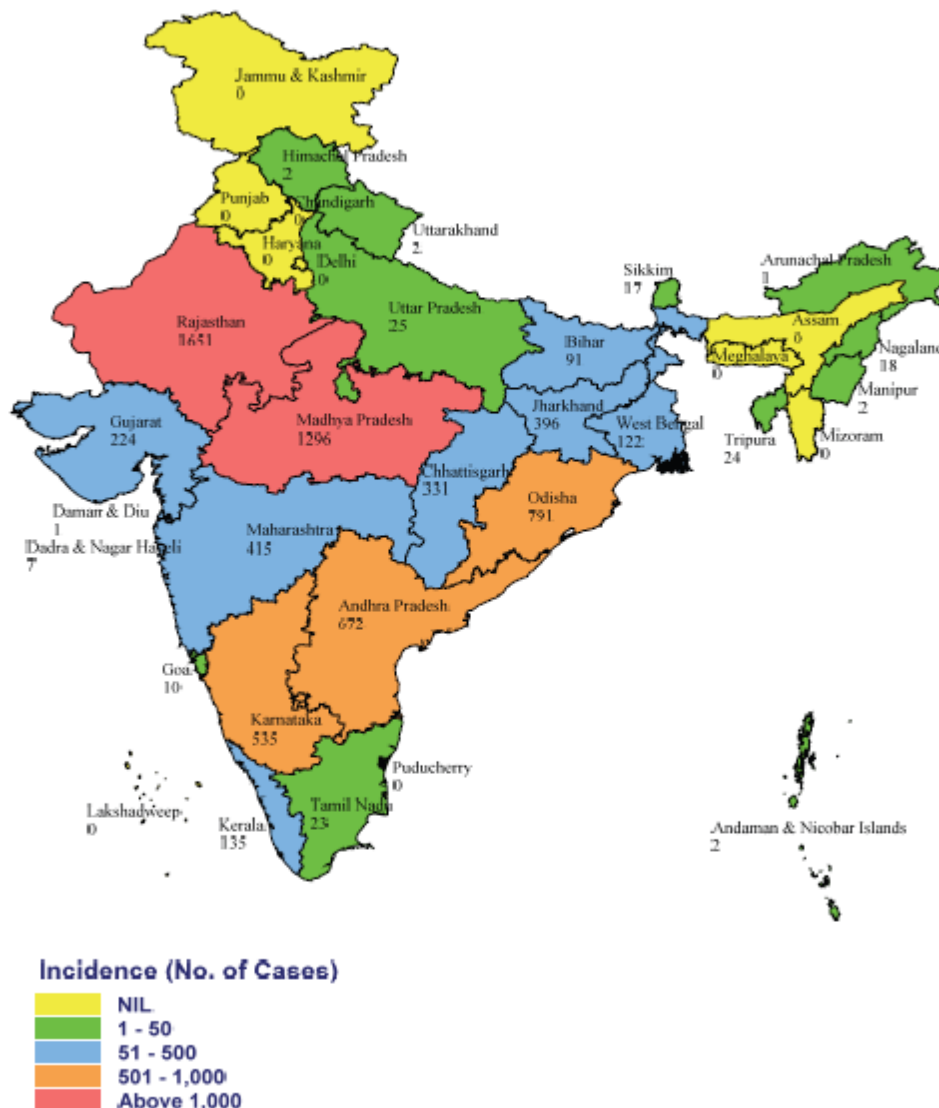 Jammu & Kashmir
0
Himachal Pradesh
2
Punjab
0
Chandigarh
0
Uttarakhand
2
Haryana
0
Delhi
0
Sikkim
17
Arunachal Pradesh
1
Rajasthan
1651
Uttar Pradesh
25
Bihar
91
Assam
0
Meghalaya
0
Nagaland
18
Manipur
2
Gujarat
224
Madhya Pradesh
1296
Jharkhand
396
West Bengal
122
Tripura
24
Mizoram
0
Chhattisgarh
331
Odisha
791
Daman & Diu
1
Dadra & Nagar Haveli
7
Maharashtra
415
Andhra Pradesh
672
Goa
10
Karnataka
535
Puducherry
0
Lakshadweep
0
Kerala
135
Tamil Nadu
23
Andaman & Nicobar Islands
2
Incidence (No. of Cases)
NIL
1 - 50
51 - 500
501 - 1,000
Above 1,000